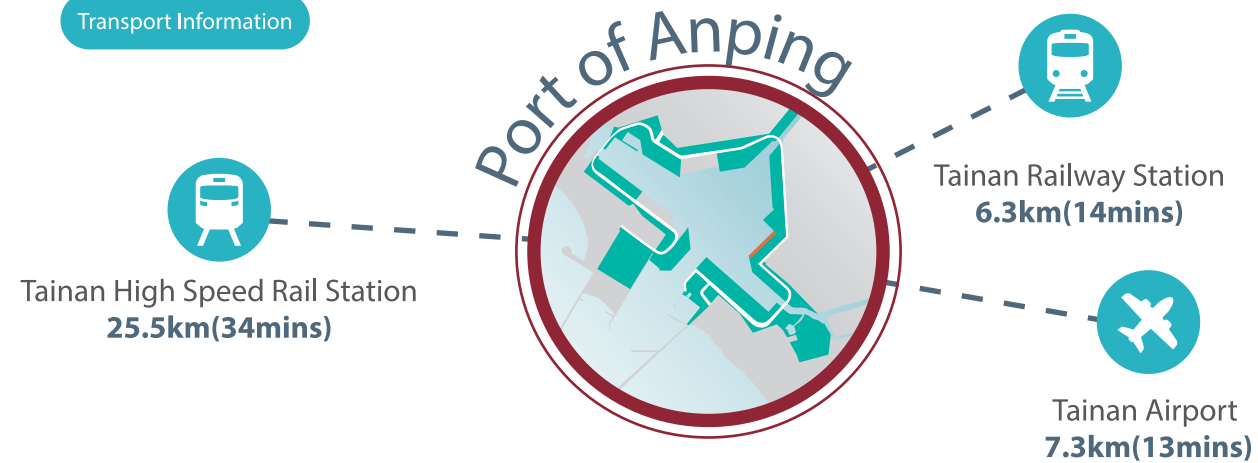 Transport Information
Port of Anping
Tainan Railway Station
6.3km(14mins)
Tainan High Speed Rail Station
25.5km(34mins)
Tainan Airport
7.3km(13mins)